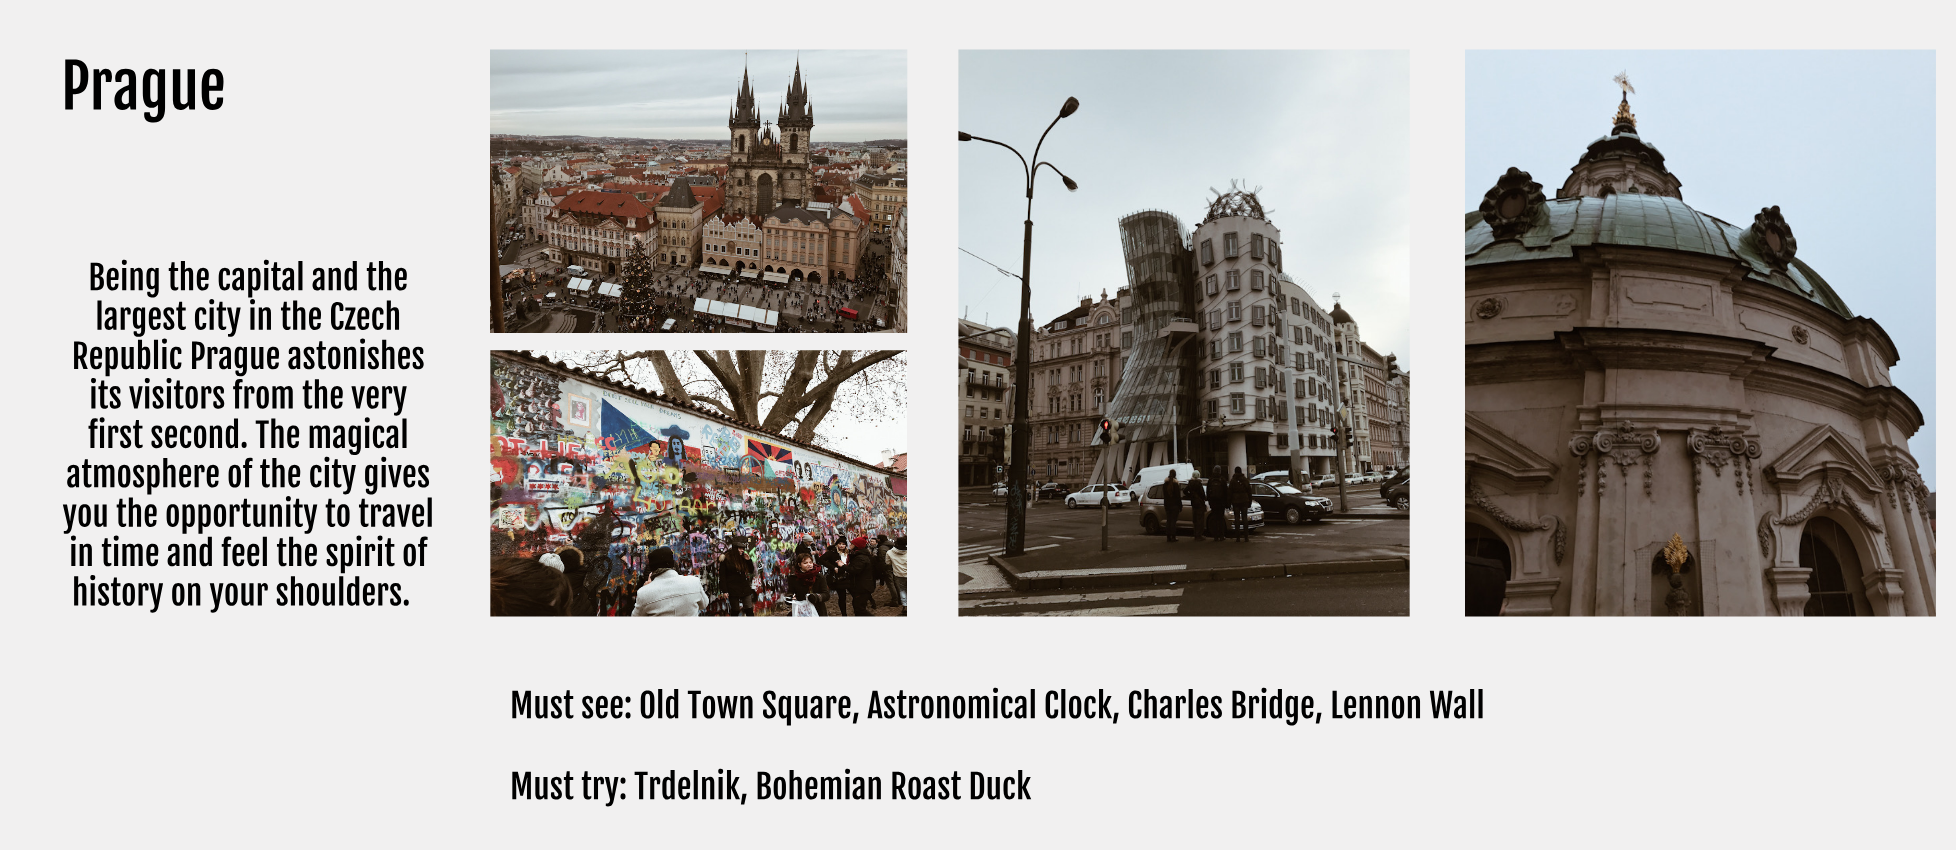 Prague
Being the capital and the
largest city in the Czech
Republic Prague astonishes
its visitors from the very
first second. The magical
atmosphere of the city gives
you the opportunity to travel
in time and feel the spirit of
history on your shoulders.
Must see: Old Town Square, Astronomical Clock, Charles Bridge, Lennon Wall
Must try: Trdelnik, Bohemian Roast Duck